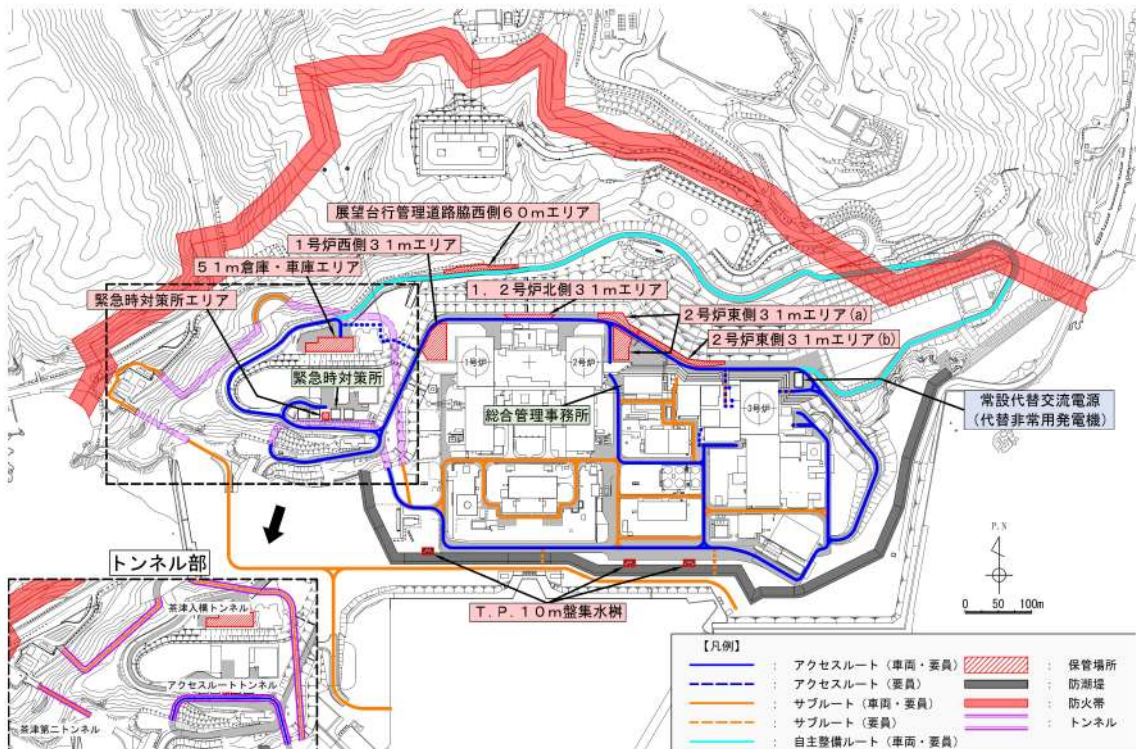 展望台行管理道路脇西側60mエリア
1号炉西側31mエリア
51m倉庫・車庫エリア
緊急時対策所エリア
1.2号炉北側31mエリア
2号炉東側31mエリア(a)
2号炉東側31mエリア(b)
1号炉
2号炉
緊急時対策所
総合管理事務所
3号炉
常設代替交流電源
(代替非常用発電機)
トンネル部
茶津入構トンネル
アクセスルートトンネル
茶津第二トンネル
T.P.10m盤集水桝
P.N
0 50 100m
【凡例】
: アクセスルート(車両・要員)
: アクセスルート(要員)
: サブルート(車両・要員)
: サブルート(要員)
: 自主整備ルート(車両・要員)
: 保管場所
: 防潮堤
: 防火帯
: トンネル